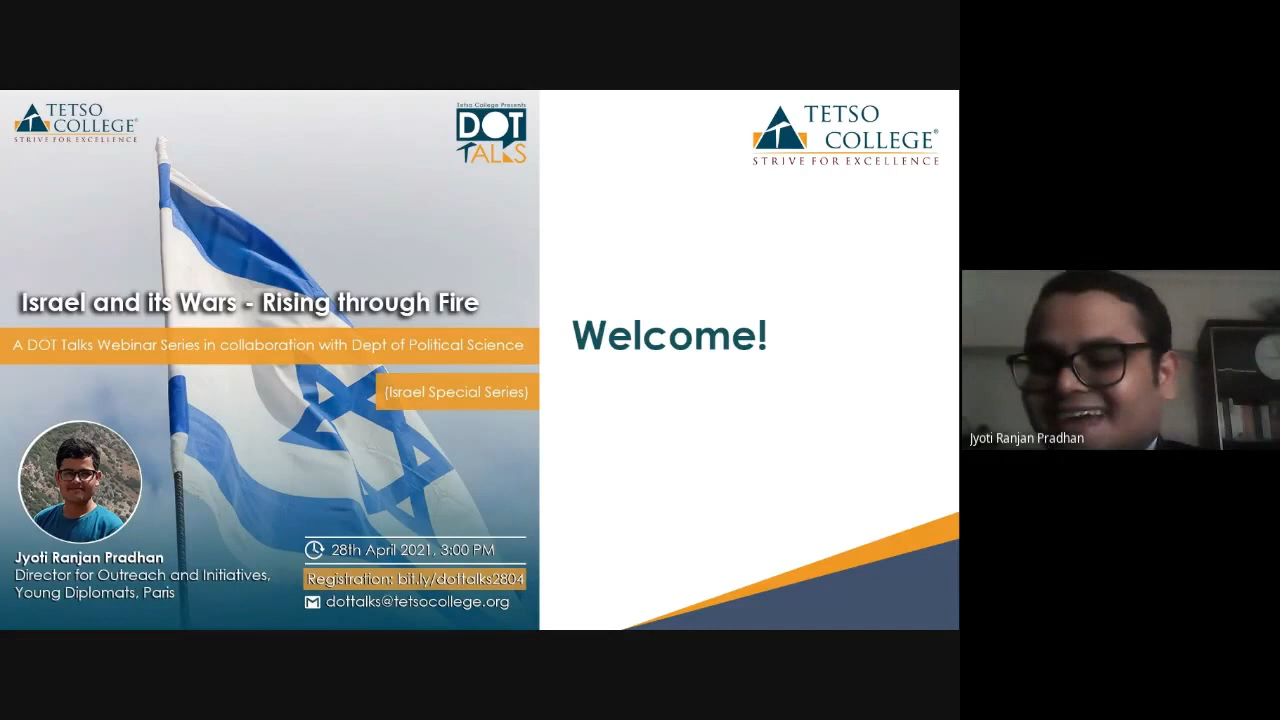 TETSO
COLLEGE®
STRIVE FOR EXCELLENCE
Tetso College Presents
DOT
TALKS
Israel and its Wars - Rising through Fire
A DOT Talks Webinar Series in collaboration with Dept of Political Science
(Israel Special Series)
Jyoti Ranjan Pradhan
Director for Outreach and Initiatives,
Young Diplomats, Paris
28th April 2021, 3:00 PM
Registration: bit.ly/dottalks2804
dottalks@tetsocollege.org
TETSO
COLLEGE®
STRIVE FOR EXCELLENCE
Welcome!
Jyoti Ranjan Pradhan